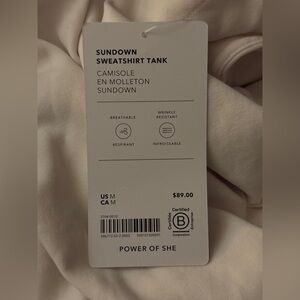 SUNDOWN
SWEATSHIRT TANK
CAMISOLE
EN MOLLETON
SUNDOWN
BREATHABLE
WRINKLE
RESISTANT
RESPIRANT
INFROISSABLE
US M
CA M
$89.00
Certified
B
Corporation
POWER OF SHE